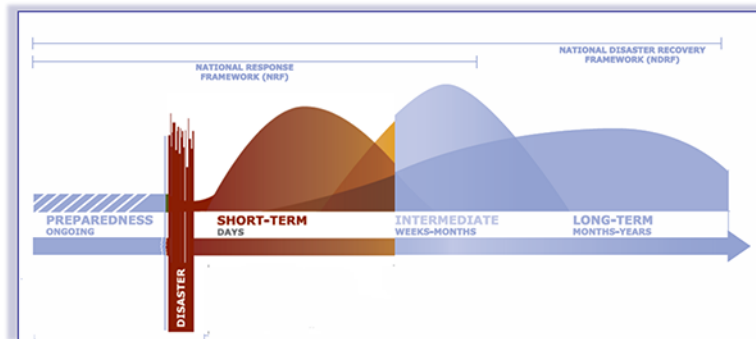 NATIONAL DISASTER RECOVERY
FRAMEWORK (NDRF)
NATIONAL RESPONSE
FRAMEWORK (NRF)
PREPAREDNESS
ONGOING
DISASTER
SHORT-TERM
DAYS
INTERMEDIATE
WEEKS-MONTHS
LONG-TERM
MONTHS-YEARS